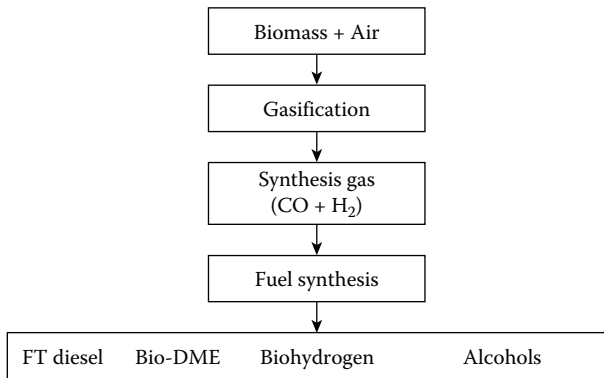 Biomass + Air
Gasification
Synthesis gas
(CO + H₂)
Fuel synthesis
FT diesel Bio-DME Biohydrogen Alcohols